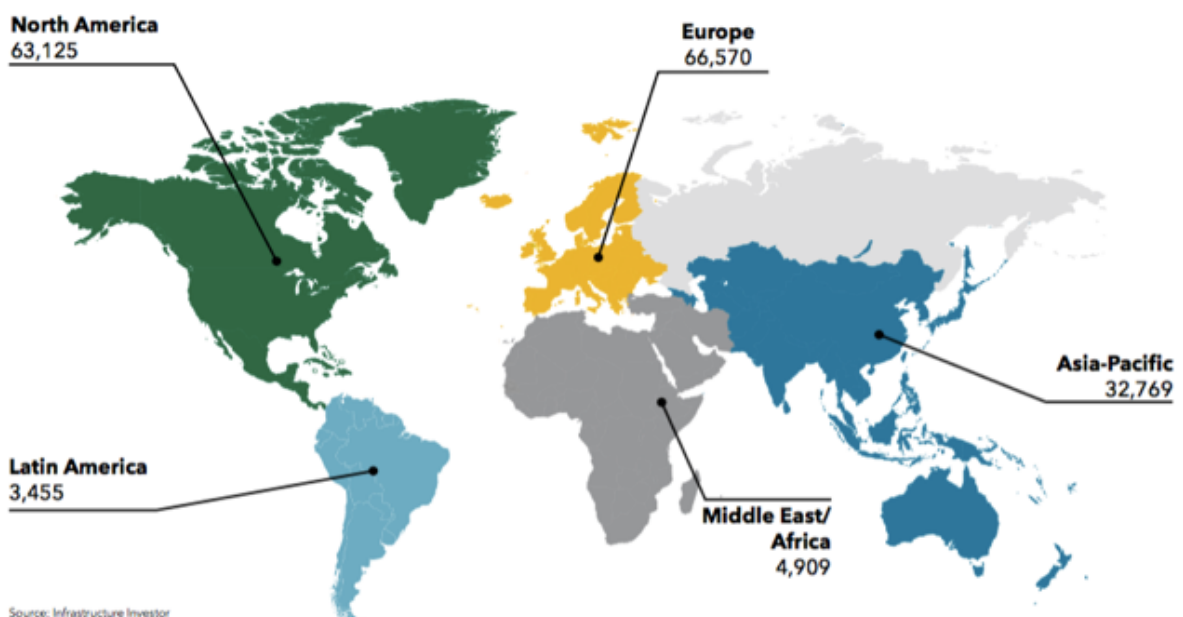 North America
63,125
Europe
66,570
Asia-Pacific
32,769
Latin America
3,455
Middle East/
Africa
4,909
Source: Infrastructure Investor